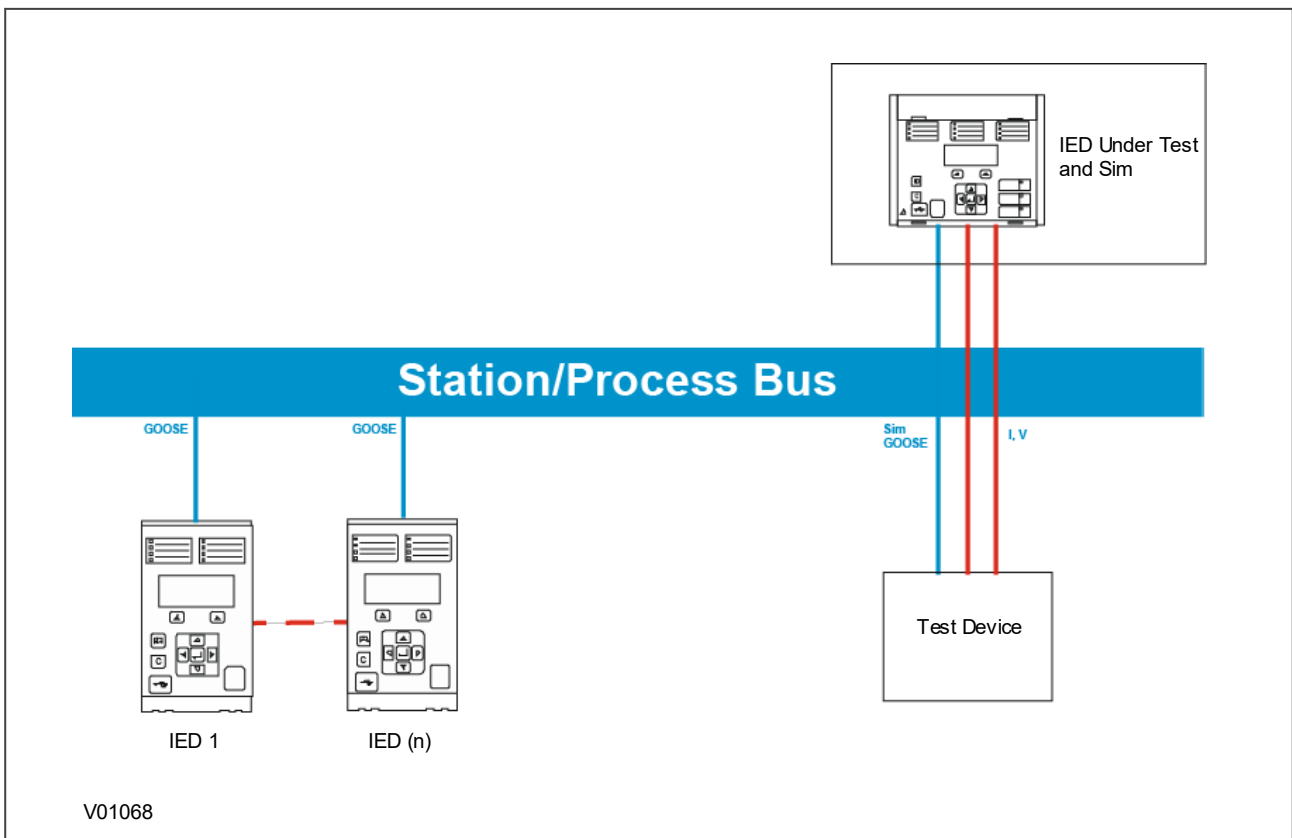 IED Under Test
and Sim
Station/Process Bus
GOOSE
GOOSE
Sim
GOOSE
I, V
C
C
C
Test Device
IED 1
IED (n)
V01068